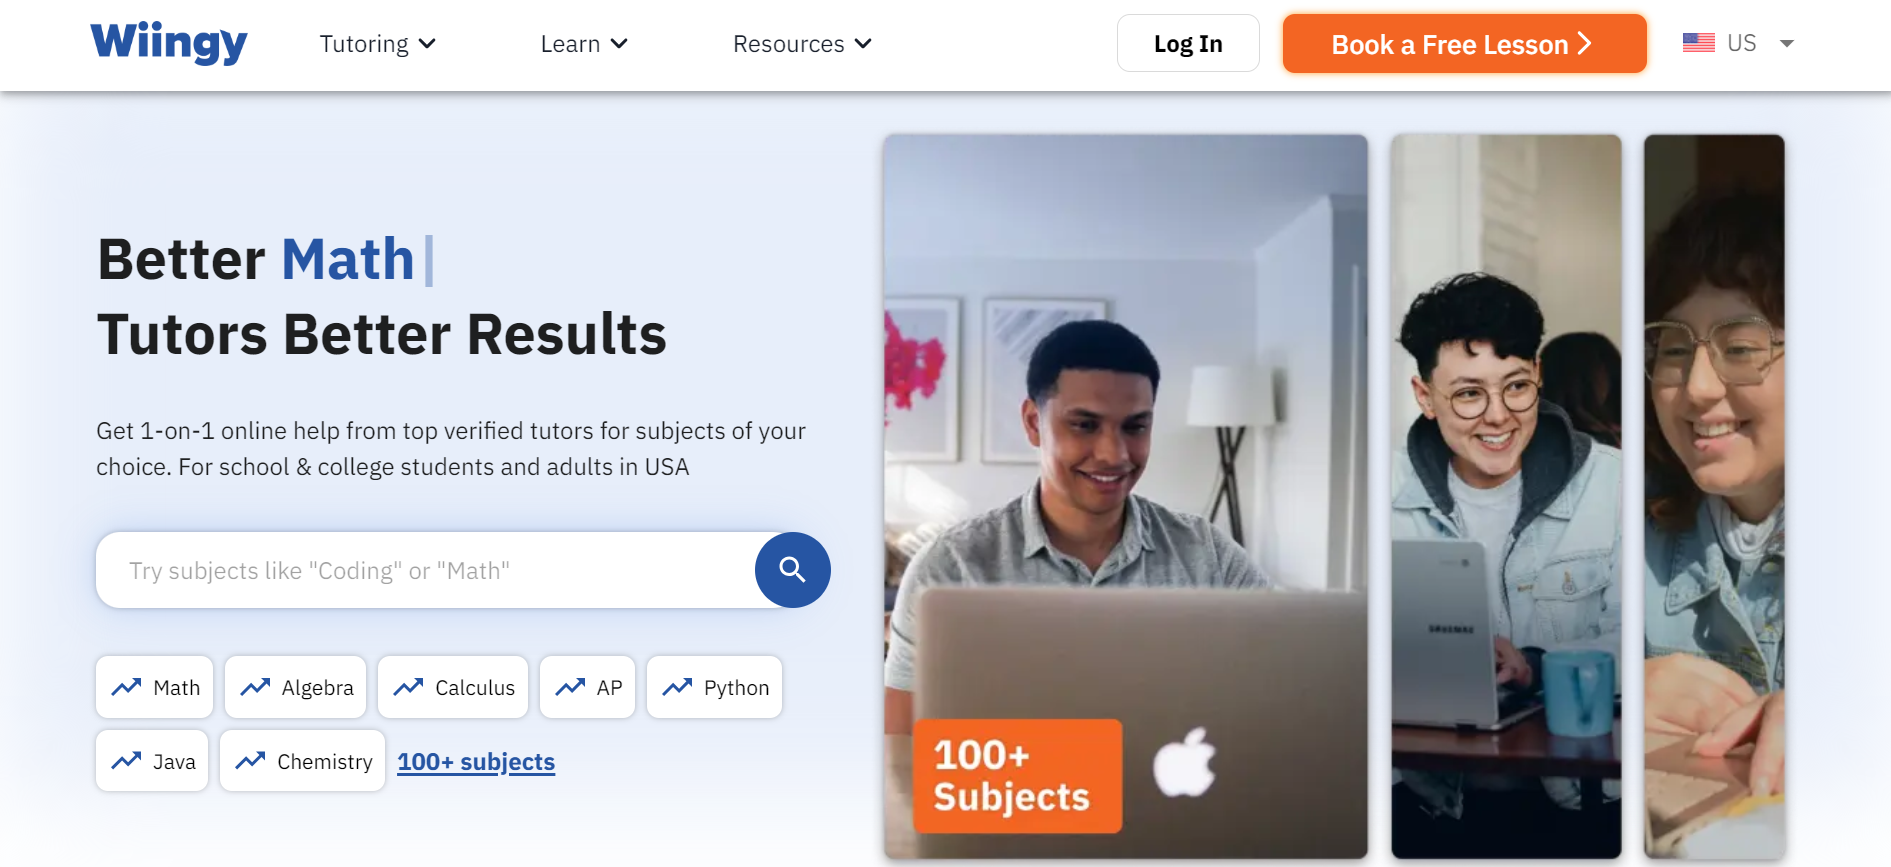 Wiingy
Tutoring
Learn
Resources
Log In
Book a Free Lesson
US
Better Math
Tutors Better Results
Get 1-on-1 online help from top verified tutors for subjects of your
choice. For school & college students and adults in USA
Try subjects like "Coding" or "Math"
Math
Algebra
Calculus
AP
Python
Java
Chemistry
100+ subjects
100+
Subjects
SAMSUNG